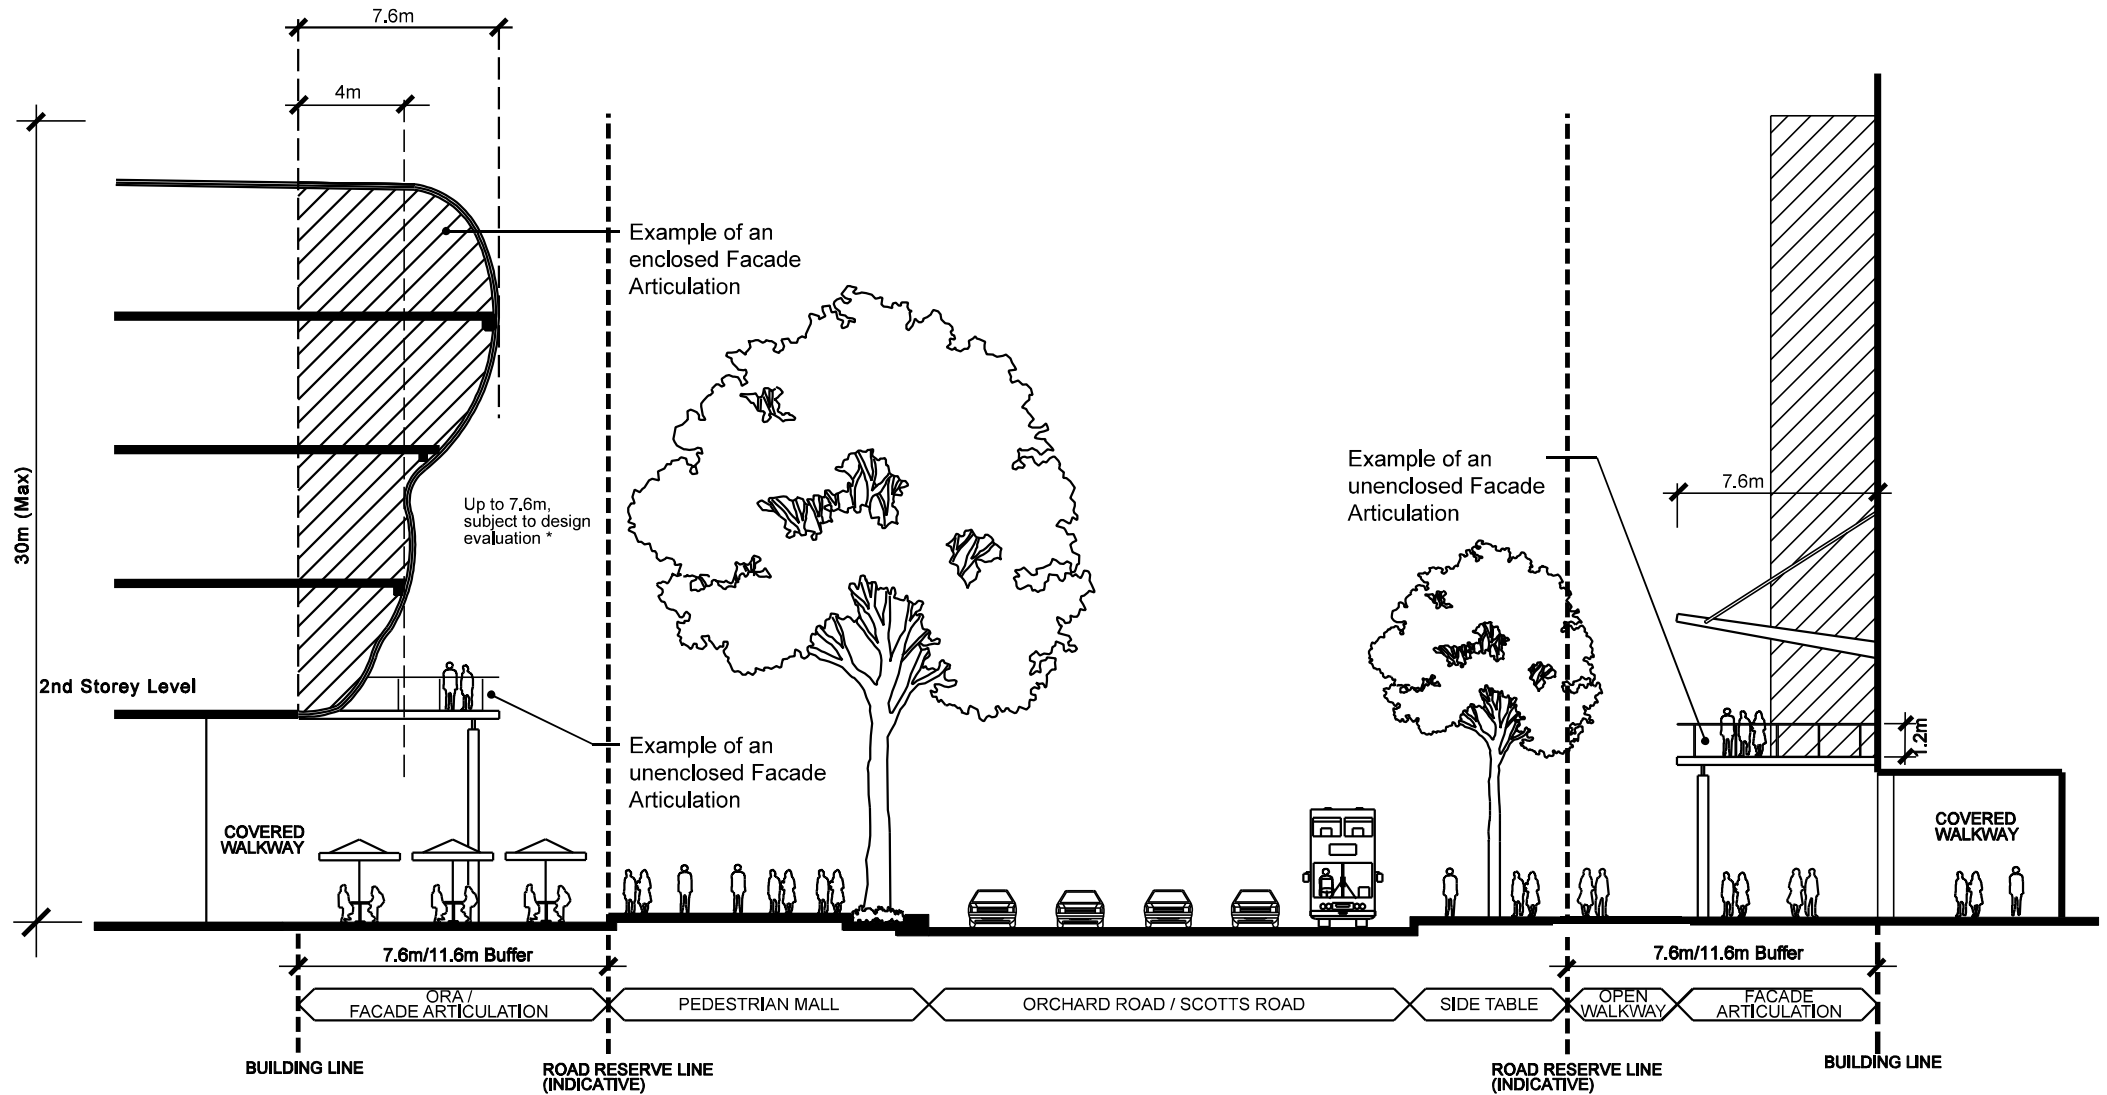 7.6m
4m
30m (Max)
Example of an
enclosed Facade
Articulation
Up to 7.6m,
subject to design
evaluation *
Example of an
unenclosed Facade
Articulation
7.6m
2nd Storey Level
1.2m
Example of an
unenclosed Facade
Articulation
COVERED
WALKWAY
COVERED
WALKWAY
7.6m/11.6m Buffer
7.6m/11.6m Buffer
ORA /
FACADE ARTICULATION
PEDESTRIAN MALL
ORCHARD ROAD / SCOTTS ROAD
SIDE TABLE
OPEN
WALKWAY
FACADE
ARTICULATION
BUILDING LINE
ROAD RESERVE LINE
(INDICATIVE)
ROAD RESERVE LINE
(INDICATIVE)
BUILDING LINE